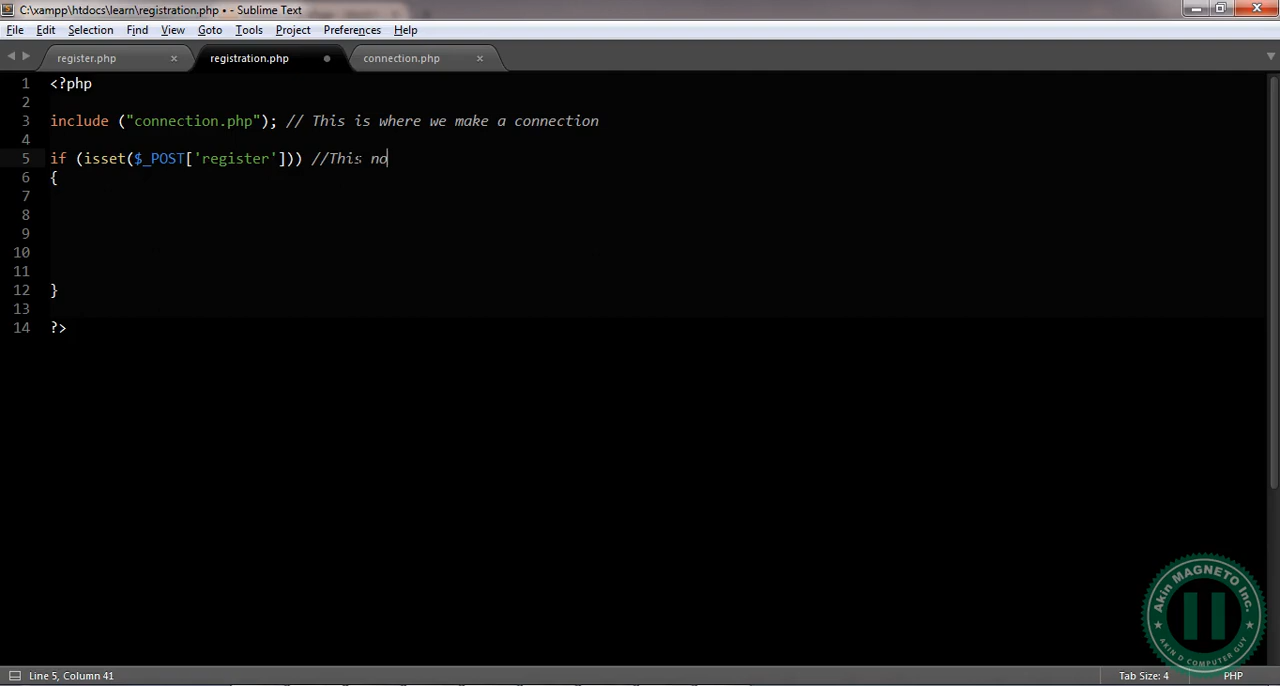 C:\xampp\htdocs\learn\registration.php • - Sublime Text
File Edit Selection Find View Goto Tools Project Preferences Help
register.php × registration.php • connection.php ×
1 <?php
2
3 include ("connection.php"); // This is where we make a connection
4
5 if (isset($_POST['register'])) //This no
6 {
7
8
9
10
11
12 }
13
14 ?>
Akin MAGNETO Inc.
AKIN D COMPUTER GUY
Line 5, Column 41 Tab Size: 4 PHP